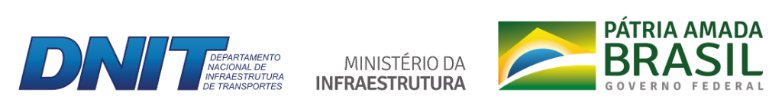 DNIT
DEPARTAMENTO
NACIONAL DE
INFRAESTRUTURA
DE TRANSPORTES
MINISTÉRIO DA
INFRAESTRUTURA
PÁTRIA AMADA
BRASIL
GOVERNO FEDERAL